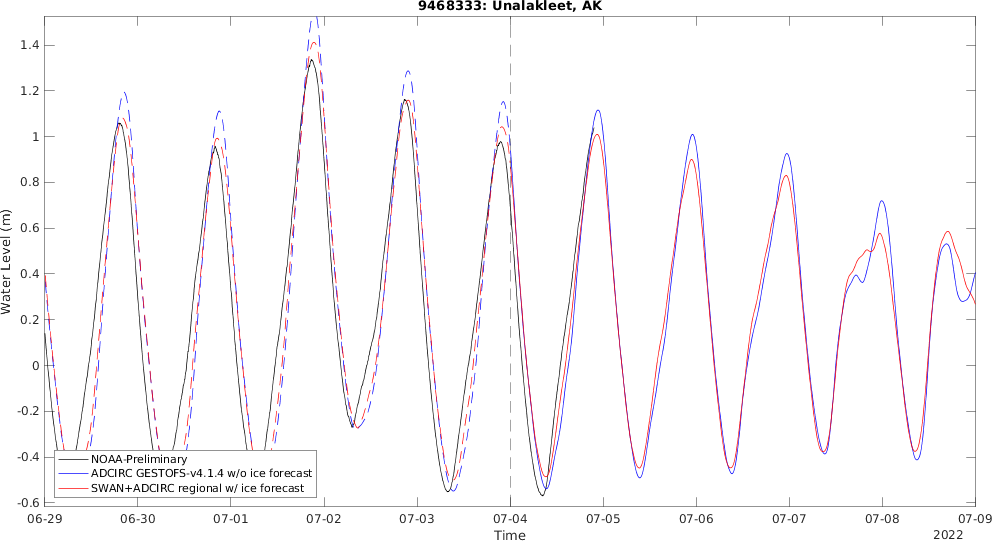 9468333: Unalakleet, AK
1.4
1.2
1
0.8
0.6
0.4
0.2
0
-0.2
-0.4
-0.6
Water Level (m)
NOAA-Preliminary
ADCIRC GESTOFS-v4.1.4 w/o ice forecast
SWAN+ADCIRC regional w/ ice forecast
06-29 06-30 07-01 07-02 07-03 07-04 07-05 07-06 07-07 07-08 07-09
Time
2022